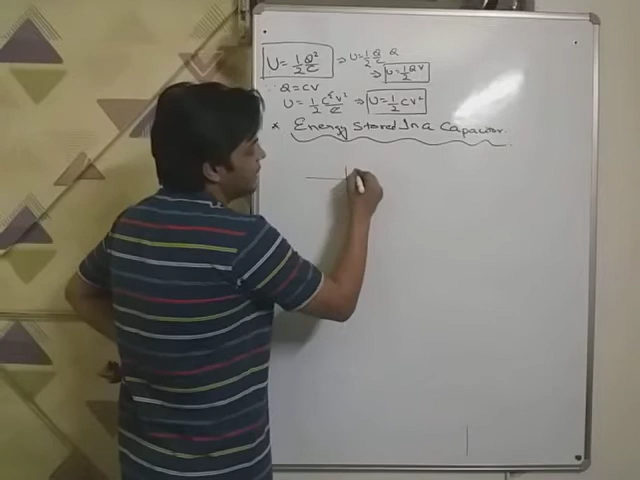 U = 1/2 Q²/C ⇒ U = 1/2 Q/C Q
⇒ U = 1/2 QV
∵ Q = CV
U = 1/2 C²V²/C ⇒ U = 1/2 CV²
* Energy Stored In a Capacitor.